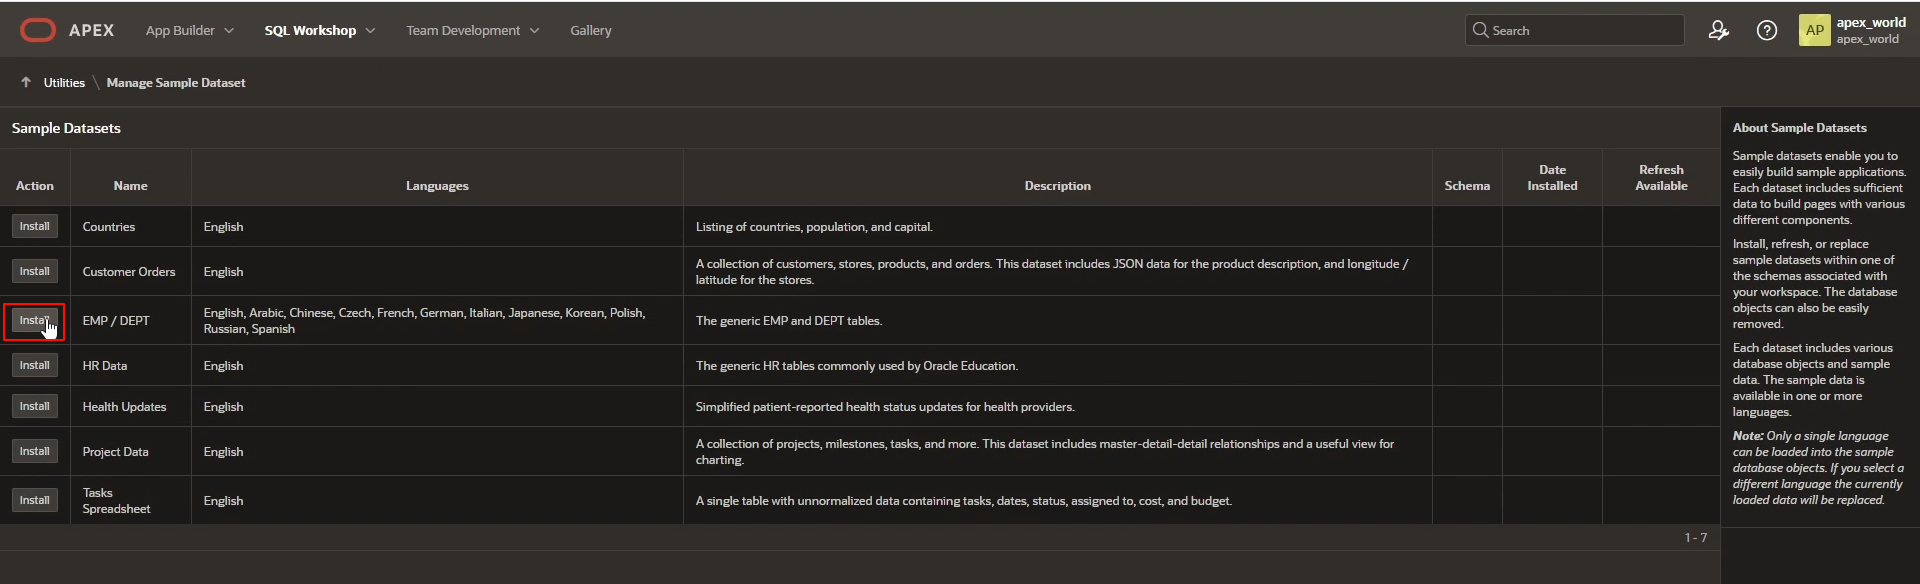 APEX App Builder SQL Workshop Team Development Gallery Search AP apex_world
apex_world
Utilities \ Manage Sample Dataset
Sample Datasets
Action Name Languages Description Schema Date Installed Refresh Available
Install Countries English Listing of countries, population, and capital.
Install Customer Orders English A collection of customers, stores, products, and orders. This dataset includes JSON data for the product description, and longitude /
latitude for the stores.
Install EMP / DEPT English, Arabic, Chinese, Czech, French, German, Italian, Japanese, Korean, Polish,
Russian, Spanish
The generic EMP and DEPT tables.
Install HR Data English The generic HR tables commonly used by Oracle Education.
Install Health Updates English Simplified patient-reported health status updates for health providers.
Install Project Data English A collection of projects, milestones, tasks, and more. This dataset includes master-detail-detail relationships and a useful view for
charting.
Install Tasks
Spreadsheet
English A single table with unnormalized data containing tasks, dates, status, assigned to, cost, and budget.
1 - 7
About Sample Datasets
Sample datasets enable you to
easily build sample applications.
Each dataset includes sufficient
data to build pages with various
different components.
Install, refresh, or replace
sample datasets within one of
the schemas associated with
your workspace. The database
objects can also be easily
removed.
Each dataset includes various
database objects and sample
data. The sample data is
available in one or more
languages.
Note: Only a single language
can be loaded into the sample
database objects. If you select a
different language the currently
loaded data will be replaced.